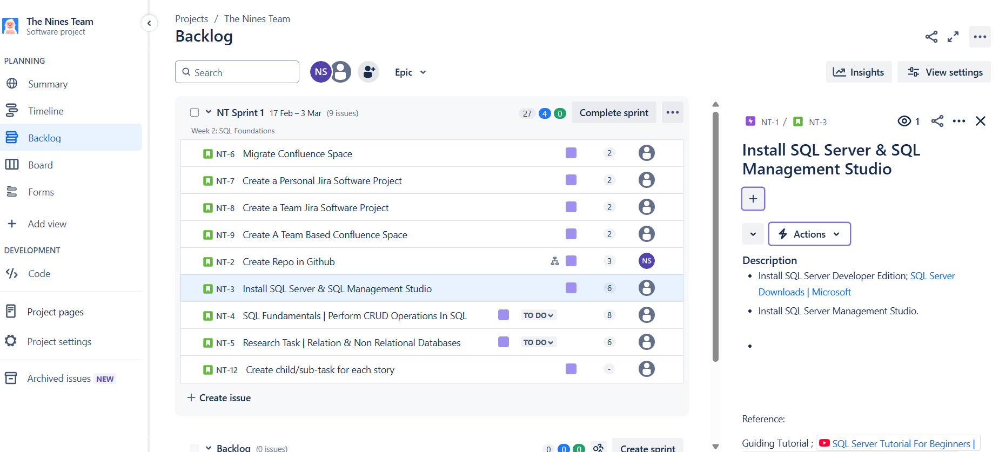 The Nines Team
Software project
PLANNING
Summary
Timeline
Backlog
Board
Forms
Add view
DEVELOPMENT
Code
Project pages
Project settings
Archived issues NEW
Projects / The Nines Team
Backlog
Search
NS
Epic
Insights
View settings
NT Sprint 1 17 Feb – 3 Mar (9 issues)
27 4 0
Complete sprint
Week 2: SQL Foundations
NT-6 Migrate Confluence Space 2
NT-7 Create a Personal Jira Software Project 2
NT-8 Create a Team Jira Software Project 2
NT-9 Create A Team Based Confluence Space 2
NT-2 Create Repo in Github 3 NS
NT-3 Install SQL Server & SQL Management Studio 6
NT-4 SQL Fundamentals | Perform CRUD Operations In SQL TO DO 8
NT-5 Research Task | Relation & Non Relational Databases TO DO 6
NT-12 Create child/sub-task for each story -
+ Create issue
Backlog (0 issues) 0 0 0 Create sprint
NT-1 / NT-3
1
Install SQL Server & SQL
Management Studio
Actions
Description
• Install SQL Server Developer Edition; SQL Server
Downloads | Microsoft
• Install SQL Server Management Studio.
•
Reference:
Guiding Tutorial ; SQL Server Tutorial For Beginners |